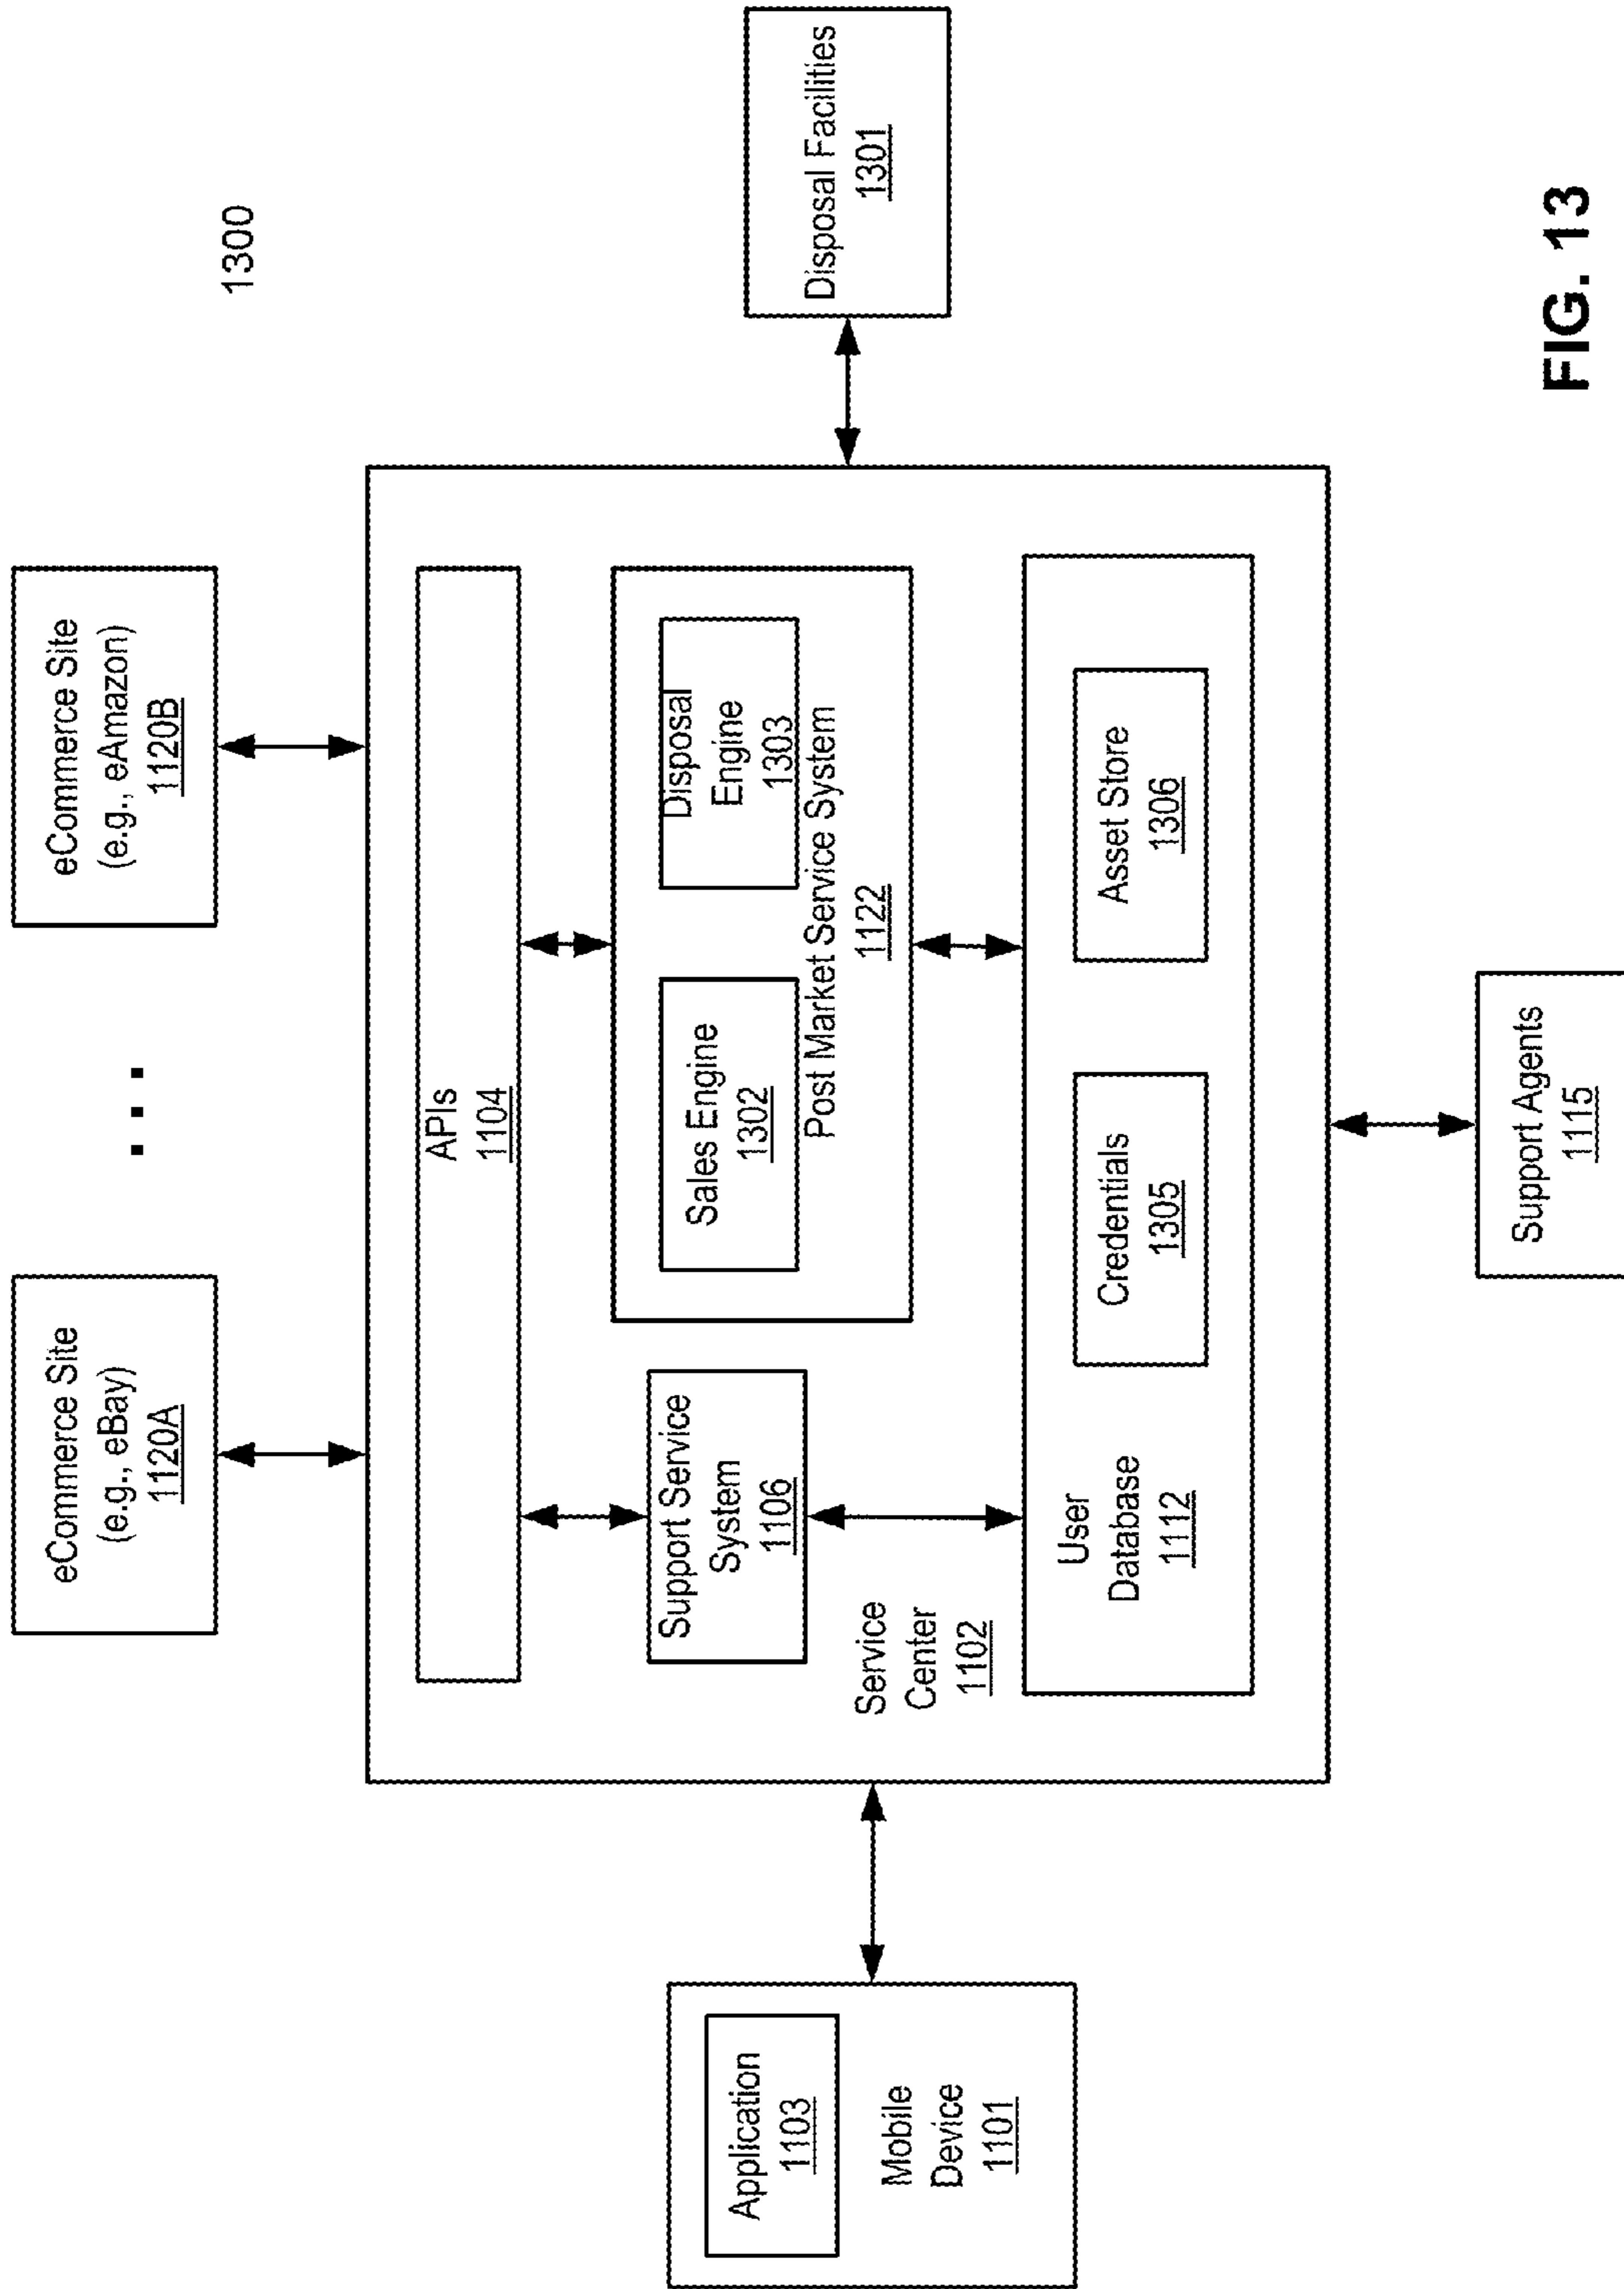 eCommerce Site
(e.g., eBay)
1120A
. . .
eCommerce Site
(e.g., eAmazon)
1120B
1300
APIs
1104
Application
1103
Mobile
Device
1101
Support Service
System
1106
Sales Engine
1302
Disposal
Engine
1303
Post Market Service System
1122
Disposal Facilities
1301
Service
Center
1102
User
Database
1112
Credentials
1305
Asset Store
1306
Support Agents
1115
FIG. 13